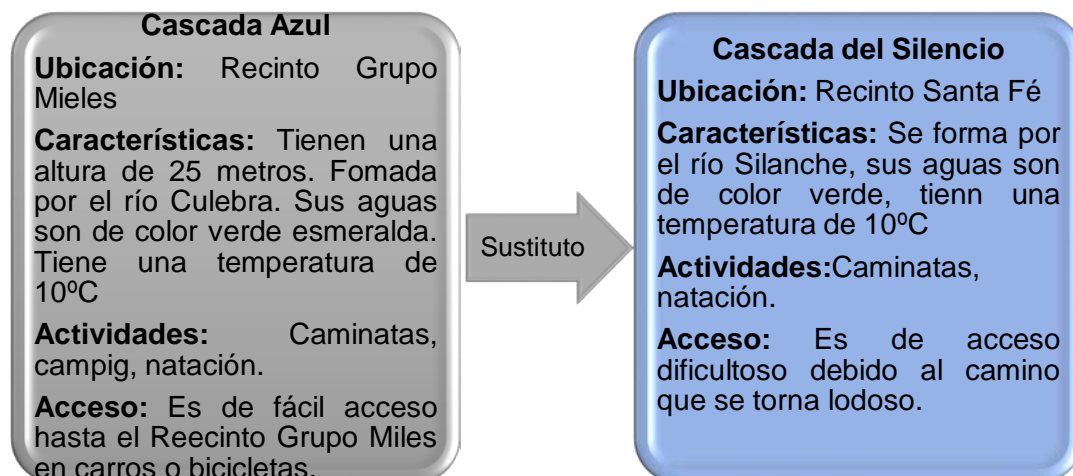 Cascada Azul
Ubicación: Recinto Grupo
Mieles
Características: Tienen una
altura de 25 metros. Fomada
por el río Culebra. Sus aguas
son de color verde esmeralda.
Tiene una temperatura de
10ºC
Actividades: Caminatas,
campig, natación.
Acceso: Es de fácil acceso
hasta el Reecinto Grupo Miles
en carros o bicicletas.
Sustituto
Cascada del Silencio
Ubicación: Recinto Santa Fé
Características: Se forma por
el río Silanche, sus aguas son
de color verde, tienn una
temperatura de 10ºC
Actividades:Caminatas,
natación.
Acceso: Es de acceso
dificultoso debido al camino
que se torna lodoso.